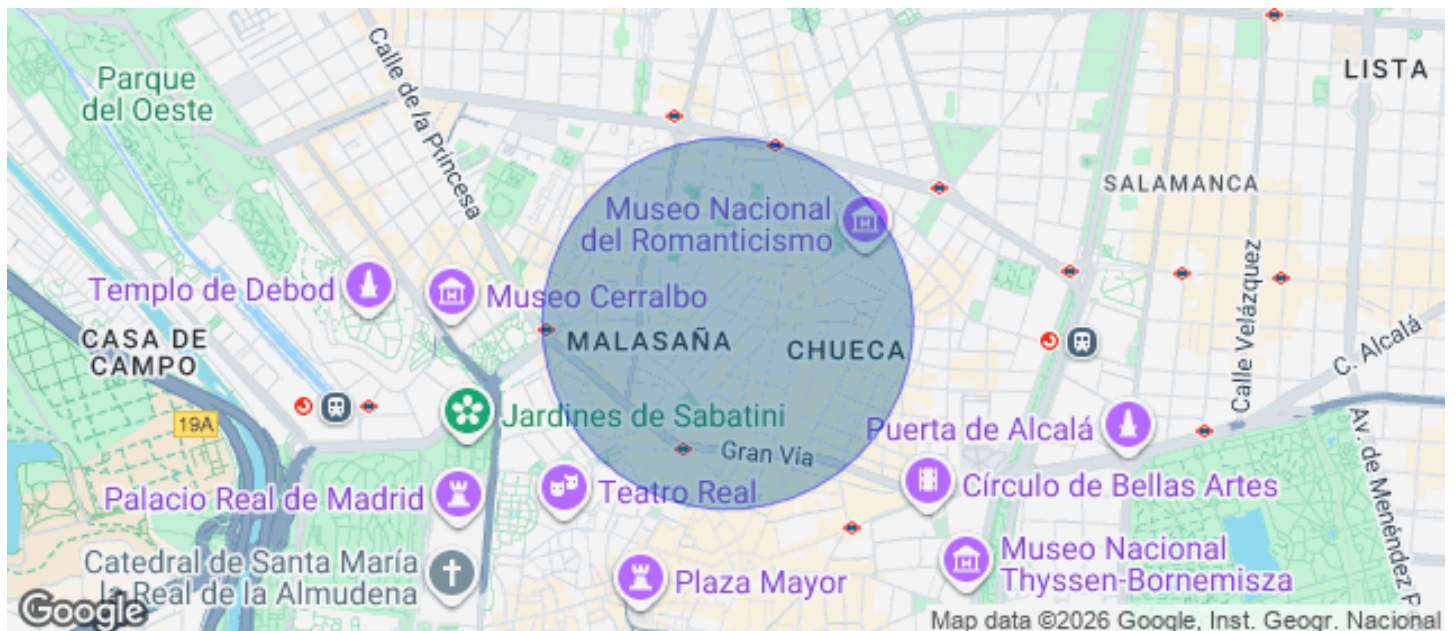 Parque
del Oeste
Calle de la Princesa
LISTA
SALAMANCA
Museo Nacional
del Romanticismo
Calle Velázquez
Templo de Debod
Museo Cerralbo
CASA DE
CAMPO
MALASAÑA
CHUECA
C. Alcalá
19A
Jardines de Sabatini
Puerta de Alcalá
Gran Vía
Av. de Menéndez P
Palacio Real de Madrid
Teatro Real
Círculo de Bellas Artes
Catedral de Santa María
la Real de la Almudena
Plaza Mayor
Museo Nacional
Thyssen-Bornemisza
Google
Map data ©2026 Google, Inst. Geogr. Nacional